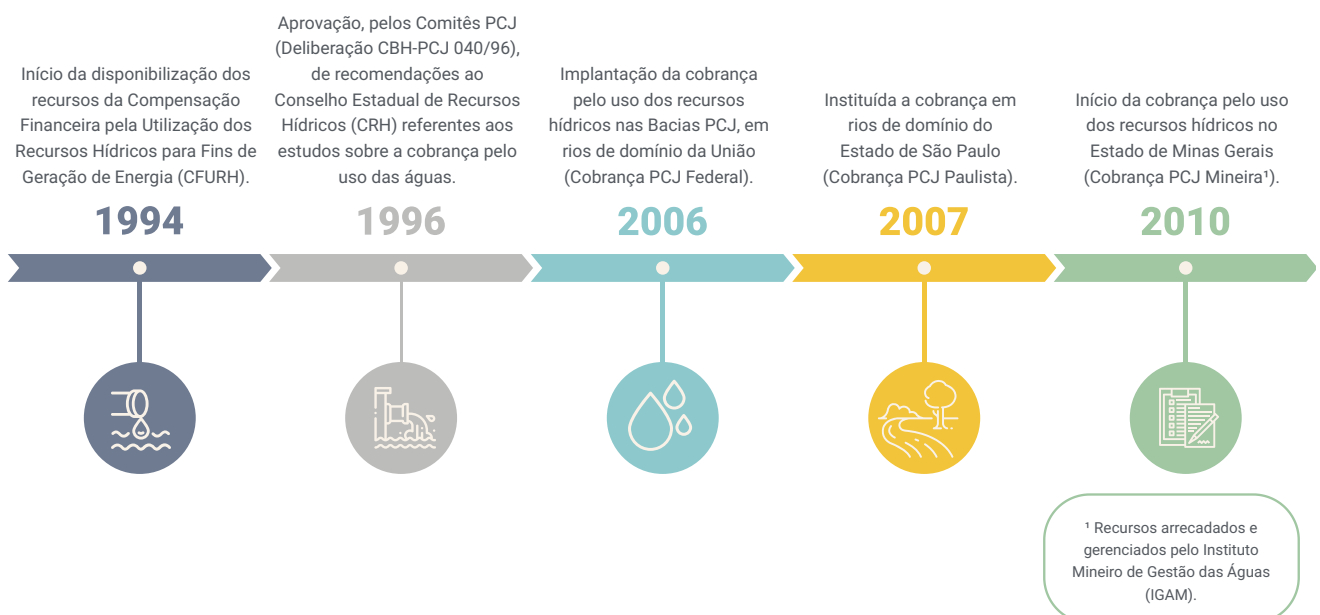 Início da disponibilização dos
recursos da Compensação
Financeira pela Utilização dos
Recursos Hídricos para Fins de
Geração de Energia (CFURH).
1994
Aprovação, pelos Comitês PCJ
(Deliberação CBH-PCJ 040/96),
de recomendações ao
Conselho Estadual de Recursos
Hídricos (CRH) referentes aos
estudos sobre a cobrança pelo
uso das águas.
1996
Implantação da cobrança
pelo uso dos recursos
hídricos nas Bacias PCJ, em
rios de domínio da União
(Cobrança PCJ Federal).
2006
Instituída a cobrança em
rios de domínio do
Estado de São Paulo
(Cobrança PCJ Paulista).
2007
Início da cobrança pelo uso
dos recursos hídricos no
Estado de Minas Gerais
(Cobrança PCJ Mineira¹).
2010
¹ Recursos arrecadados e
gerenciados pelo Instituto
Mineiro de Gestão das Águas
(IGAM).